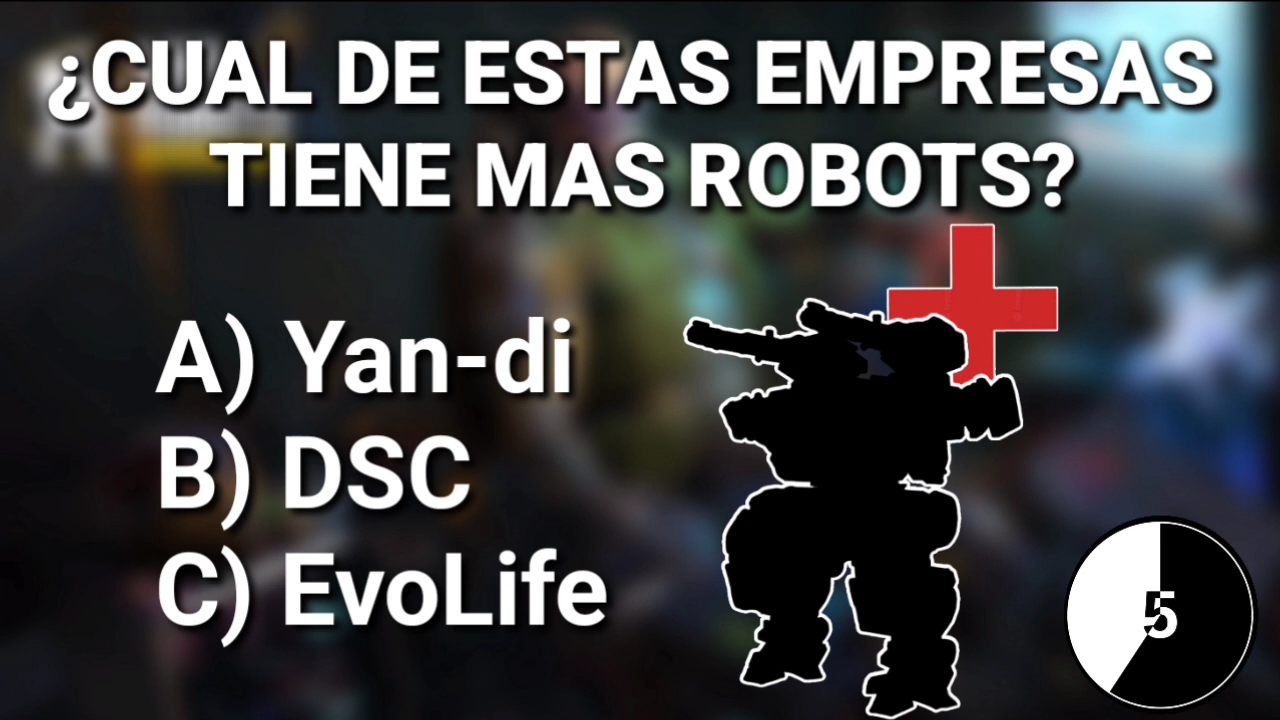 ¿CUAL DE ESTAS EMPRESAS
TIENE MAS ROBOTS?
A) Yan-di
B) DSC
C) EvoLife
5